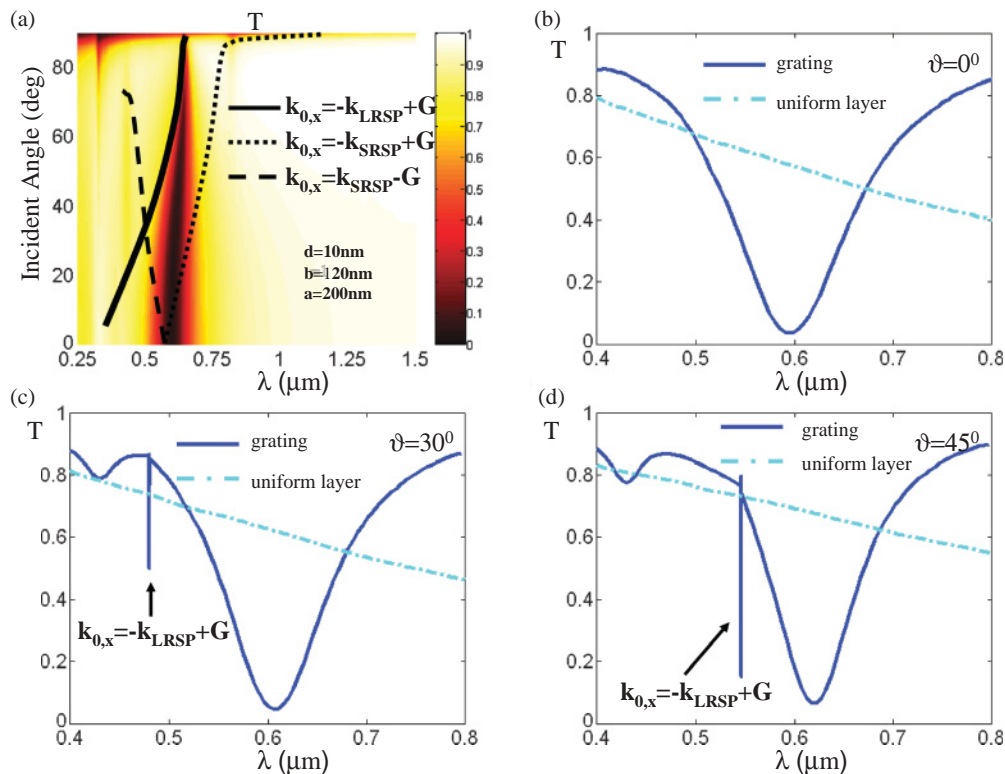 (a)
T
Incident Angle (deg)
80
60
40
20
0
0.25
0.5
0.75
1
1.25
1.5
λ (μm)
k0,x=-kLRSP+G
k0,x=-kSRSP+G
k0,x=kSRSP-G
d=10nm
b=120nm
a=200nm
1
0.9
0.8
0.7
0.6
0.5
0.4
0.3
0.2
0.1
0
(b)
T
1
0.8
0.6
0.4
0.2
0
0.4
0.5
0.6
0.7
0.8
λ (μm)
grating
uniform layer
ϑ=0⁰
(c)
T
1
0.8
0.6
0.4
0.2
0
0.4
0.5
0.6
0.7
0.8
λ (μm)
grating
uniform layer
ϑ=30⁰
k0,x=-kLRSP+G
(d)
T
1
0.8
0.6
0.4
0.2
0
0.4
0.5
0.6
0.7
0.8
λ (μm)
grating
uniform layer
ϑ=45⁰
k0,x=-kLRSP+G